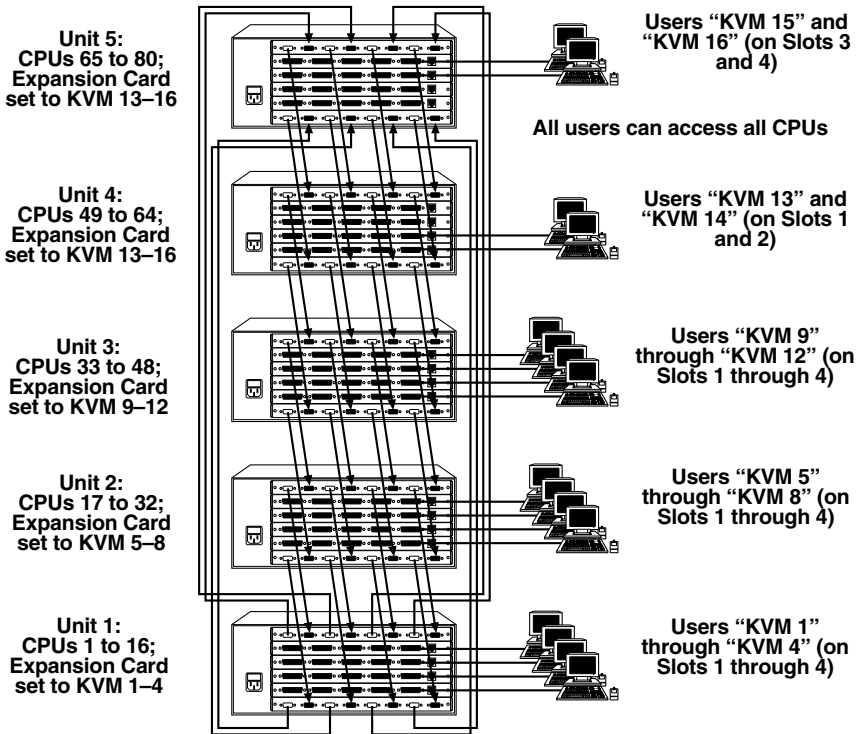 Unit 5:
CPUs 65 to 80;
Expansion Card
set to KVM 13–16
Users “KVM 15” and
“KVM 16” (on Slots 3
and 4)
All users can access all CPUs
Unit 4:
CPUs 49 to 64;
Expansion Card
set to KVM 13–16
Users “KVM 13” and
“KVM 14” (on Slots 1
and 2)
Unit 3:
CPUs 33 to 48;
Expansion Card
set to KVM 9–12
Users “KVM 9”
through “KVM 12” (on
Slots 1 through 4)
Unit 2:
CPUs 17 to 32;
Expansion Card
set to KVM 5–8
Users “KVM 5”
through “KVM 8” (on
Slots 1 through 4)
Unit 1:
CPUs 1 to 16;
Expansion Card
set to KVM 1–4
Users “KVM 1”
through “KVM 4” (on
Slots 1 through 4)